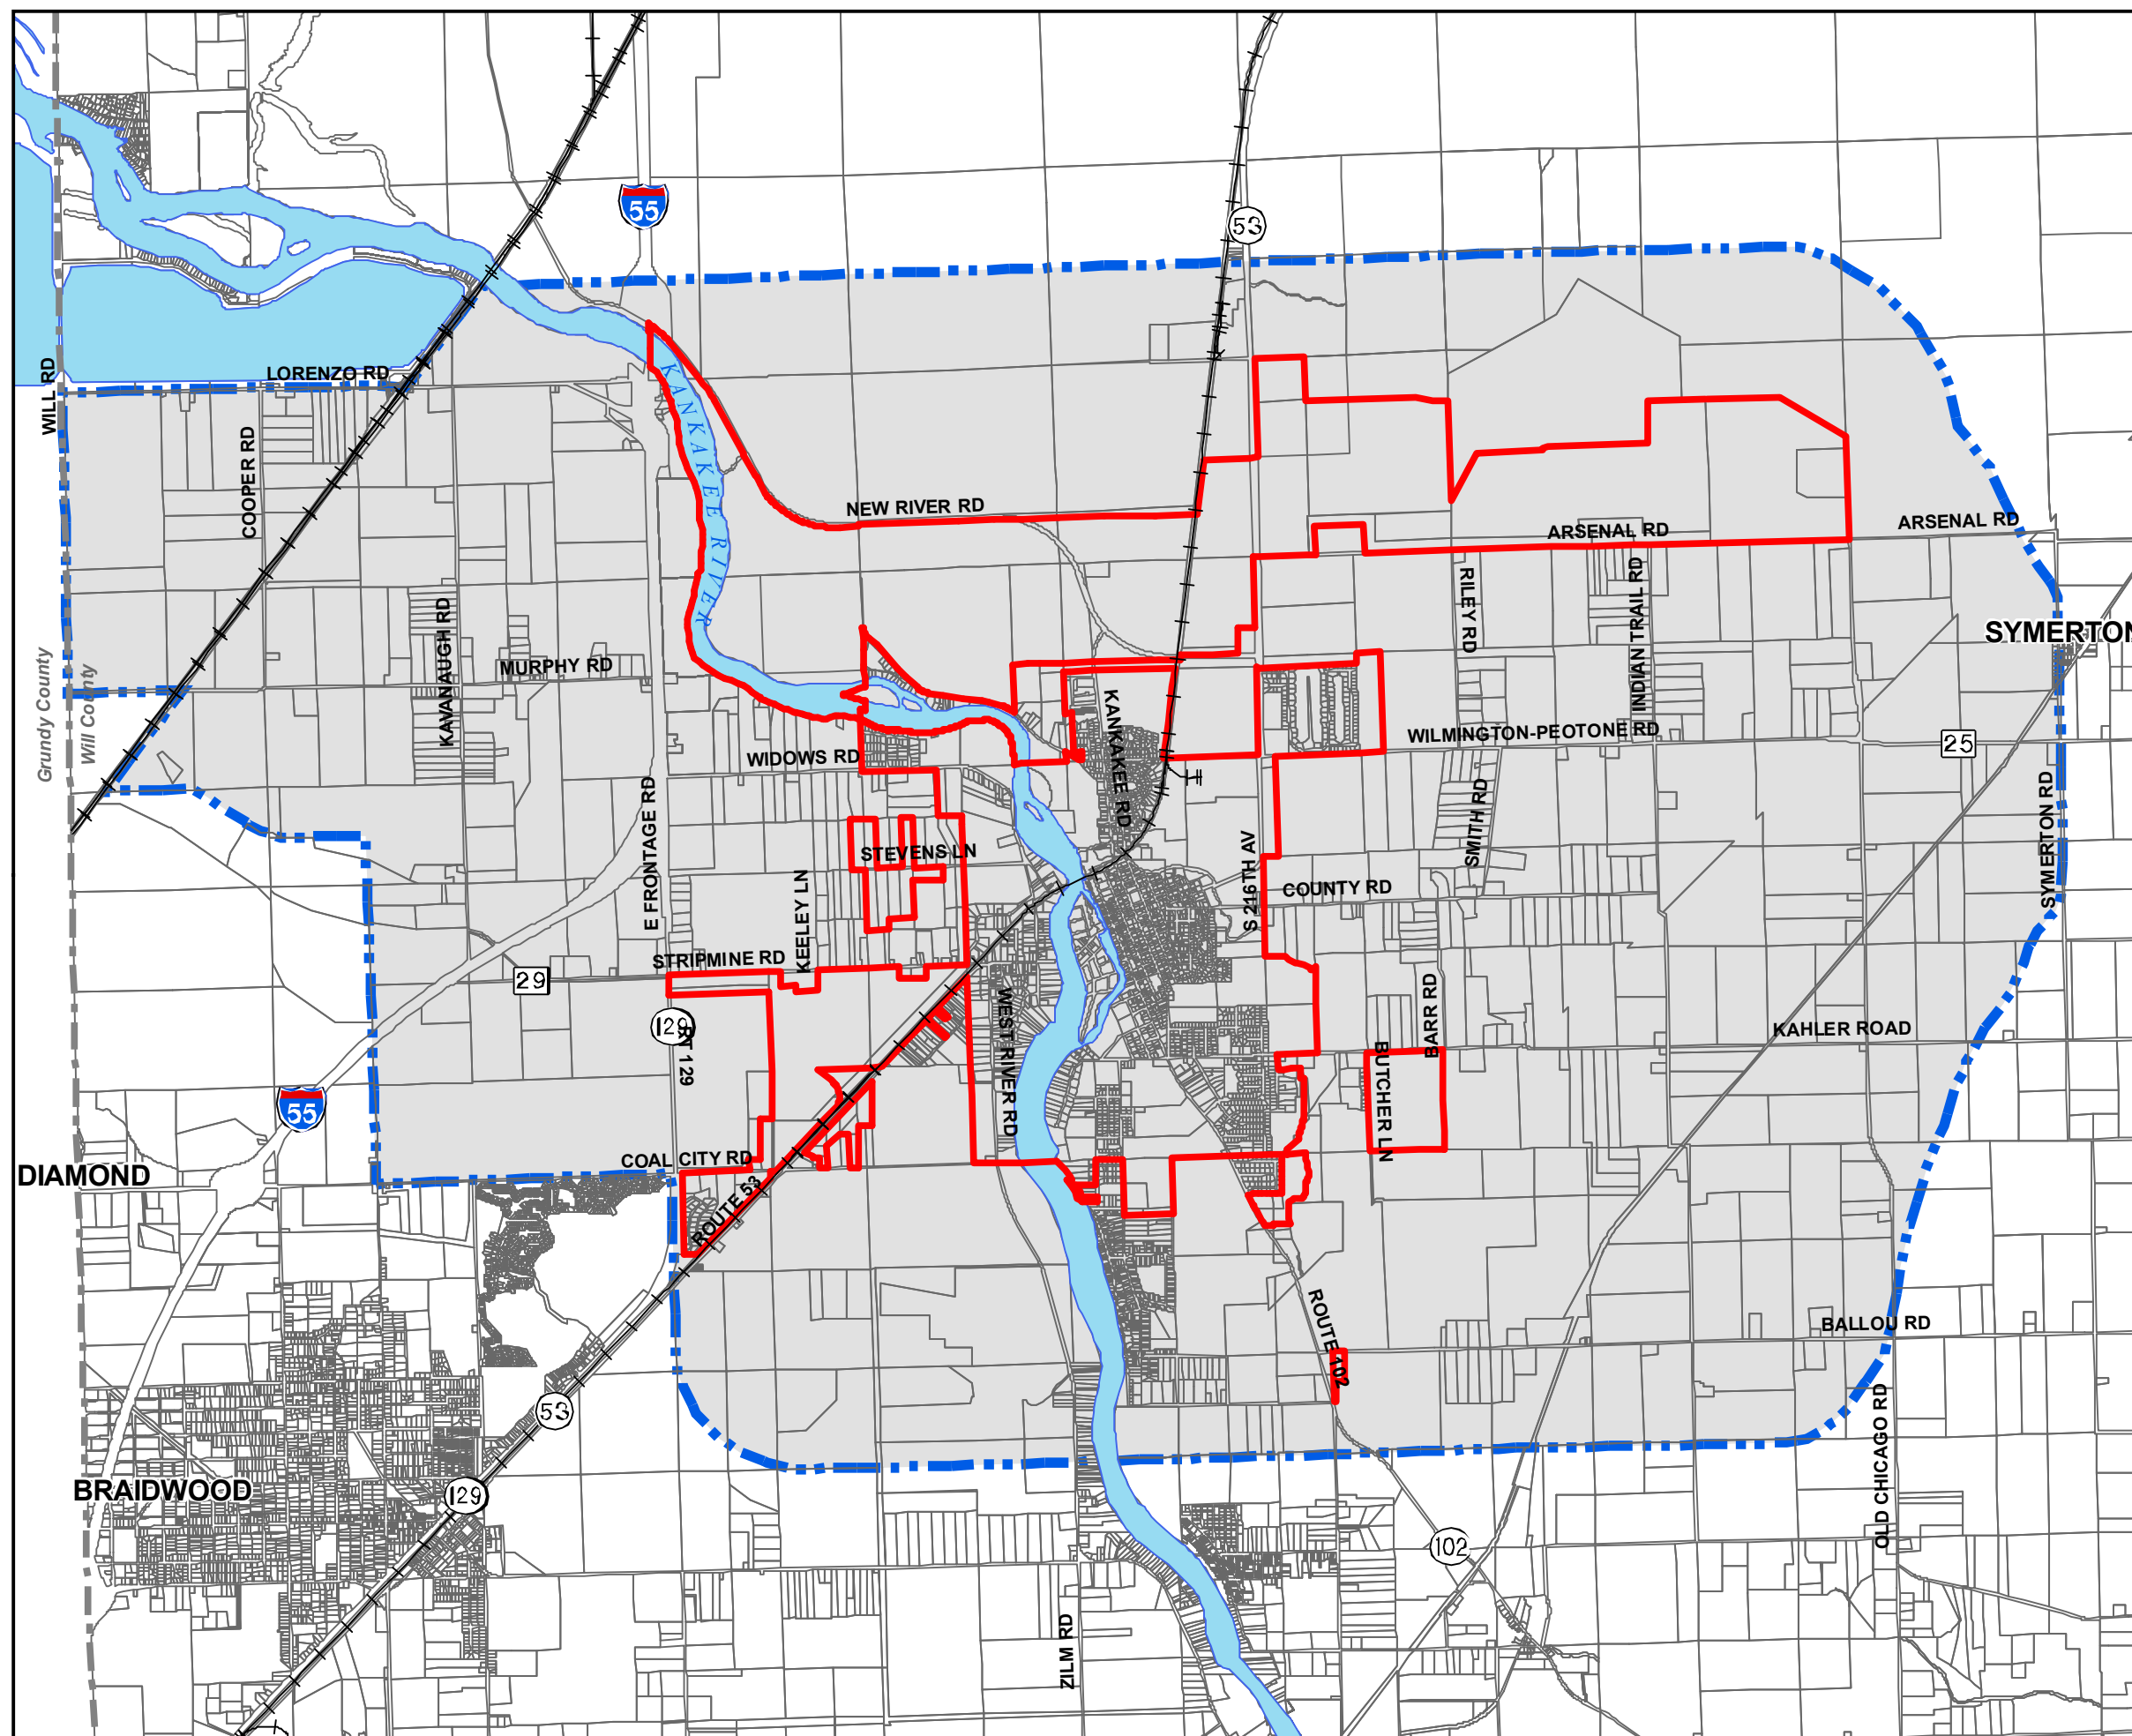 55
53
WILL RD
LORENZO RD
KANKAKEE RIVER
COOPER RD
NEW RIVER RD
ARSENAL RD
ARSENAL RD
RILEY RD
INDIAN TRAIL RD
SYMERTON
KAVANAUGH RD
MURPHY RD
Grundy County
Will County
KANKAKEE RD
WILMINGTON-PEOTONE RD
25
WIDOWS RD
E FRONTAGE RD
SMITH RD
SYMERTON RD
STEVENS LN
S 216TH AV
COUNTY RD
KEELEY LN
STRIPMINE RD
29
129
RT 129
WEST RIVER RD
BARR RD
KAHLER ROAD
BUTCHER LN
55
COAL CITY RD
DIAMOND
ROUTE 53
ROUTE 102
BALLOU RD
53
OLD CHICAGO RD
BRAIDWOOD
129
102
ZILM RD